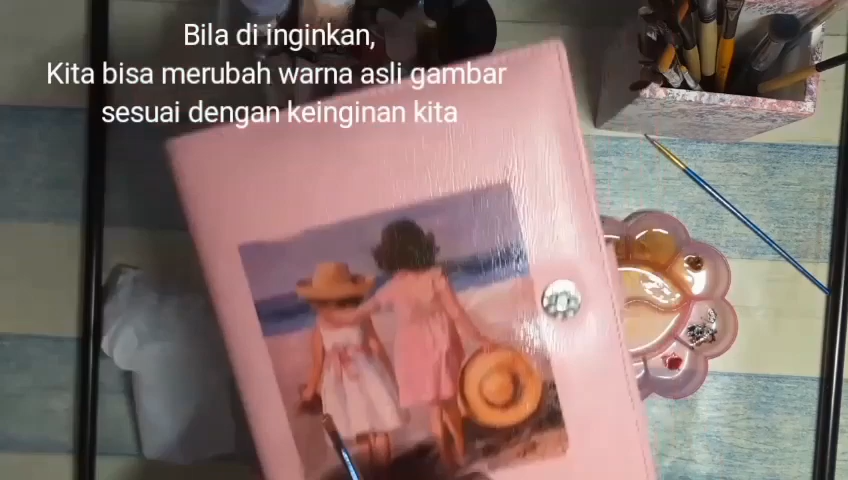 Bila di inginkan,
Kita bisa merubah warna asli gambar
sesuai dengan keinginan kita